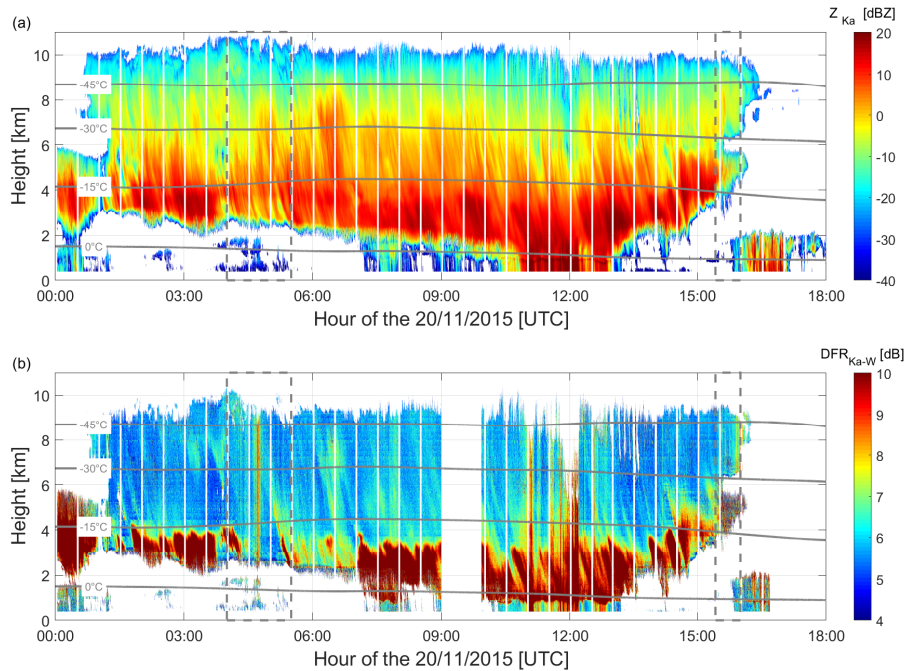 (a)
Z Ka [dBZ]
10
8
6
4
2
0
Height [km]
-45°C
-30°C
-15°C
0°C
20
10
0
-10
-20
-30
-40
00:00 03:00 06:00 09:00 12:00 15:00 18:00
Hour of the 20/11/2015 [UTC]
(b)
DFR Ka-W [dB]
10
8
6
4
2
0
Height [km]
-45°C
-30°C
-15°C
0°C
10
9
8
7
6
5
4
00:00 03:00 06:00 09:00 12:00 15:00 18:00
Hour of the 20/11/2015 [UTC]